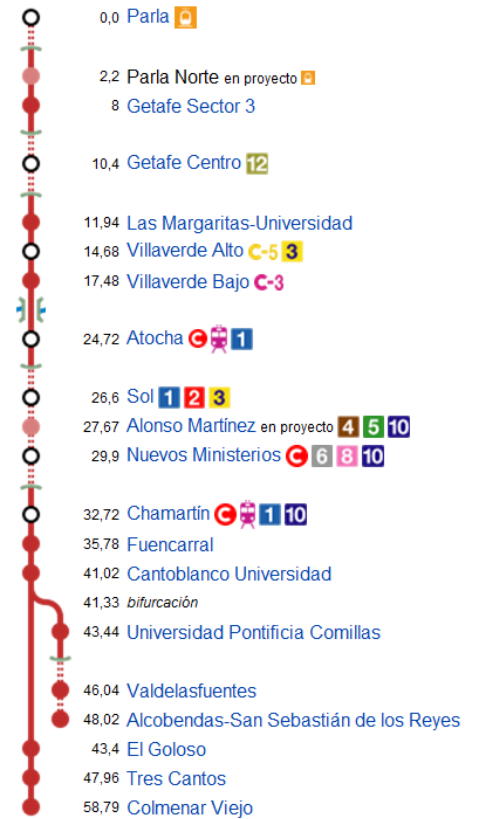 0,0 Parla
2,2 Parla Norte en proyecto
8 Getafe Sector 3
10,4 Getafe Centro 12
11,94 Las Margaritas-Universidad
14,68 Villaverde Alto C-5 3
17,48 Villaverde Bajo C-3
24,72 Atocha C 1
26,6 Sol 1 2 3
27,67 Alonso Martínez en proyecto 4 5 10
29,9 Nuevos Ministerios C 6 8 10
32,72 Chamartín C 1 10
35,78 Fuencarral
41,02 Cantoblanco Universidad
41,33 bifurcación
43,44 Universidad Pontificia Comillas
46,04 Valdelasfuentes
48,02 Alcobendas-San Sebastián de los Reyes
43,4 El Goloso
47,96 Tres Cantos
58,79 Colmenar Viejo